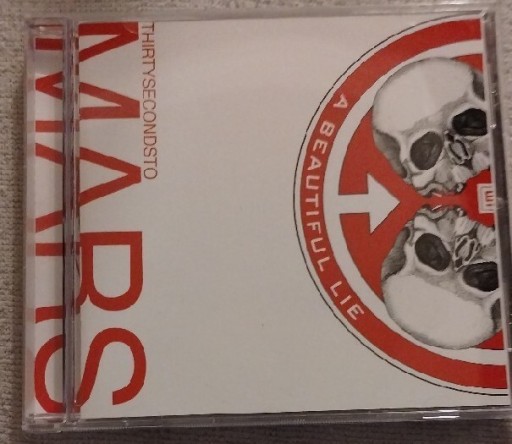 THIRTYSECONDSTO
MARS
A BEAUTIFUL LIE